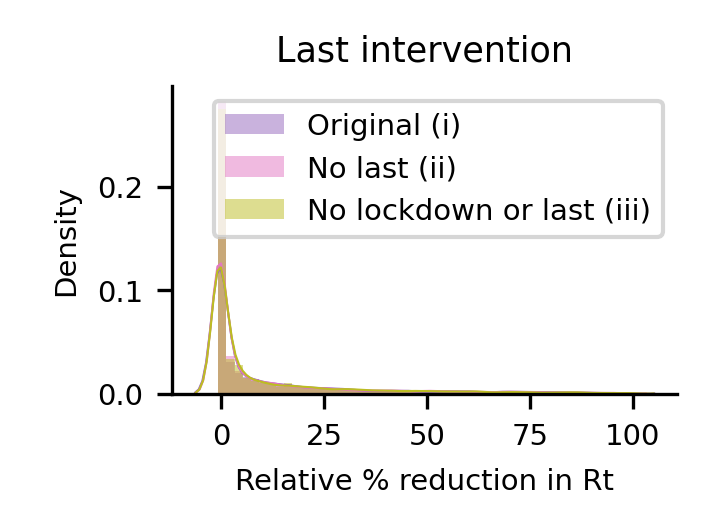 Last intervention
Original (i)
No last (ii)
No lockdown or last (iii)
Density
0.2
0.1
0.0
0
25
50
75
100
Relative % reduction in Rt